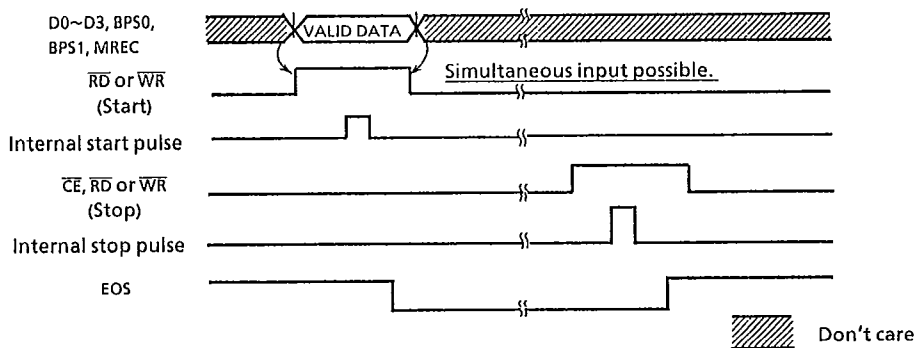 D0~D3, BPS0,
BPS1, MREC
VALID DATA
RD or WR
(Start)
Simultaneous input possible.
Internal start pulse
CE, RD or WR
(Stop)
Internal stop pulse
EOS
Don't care